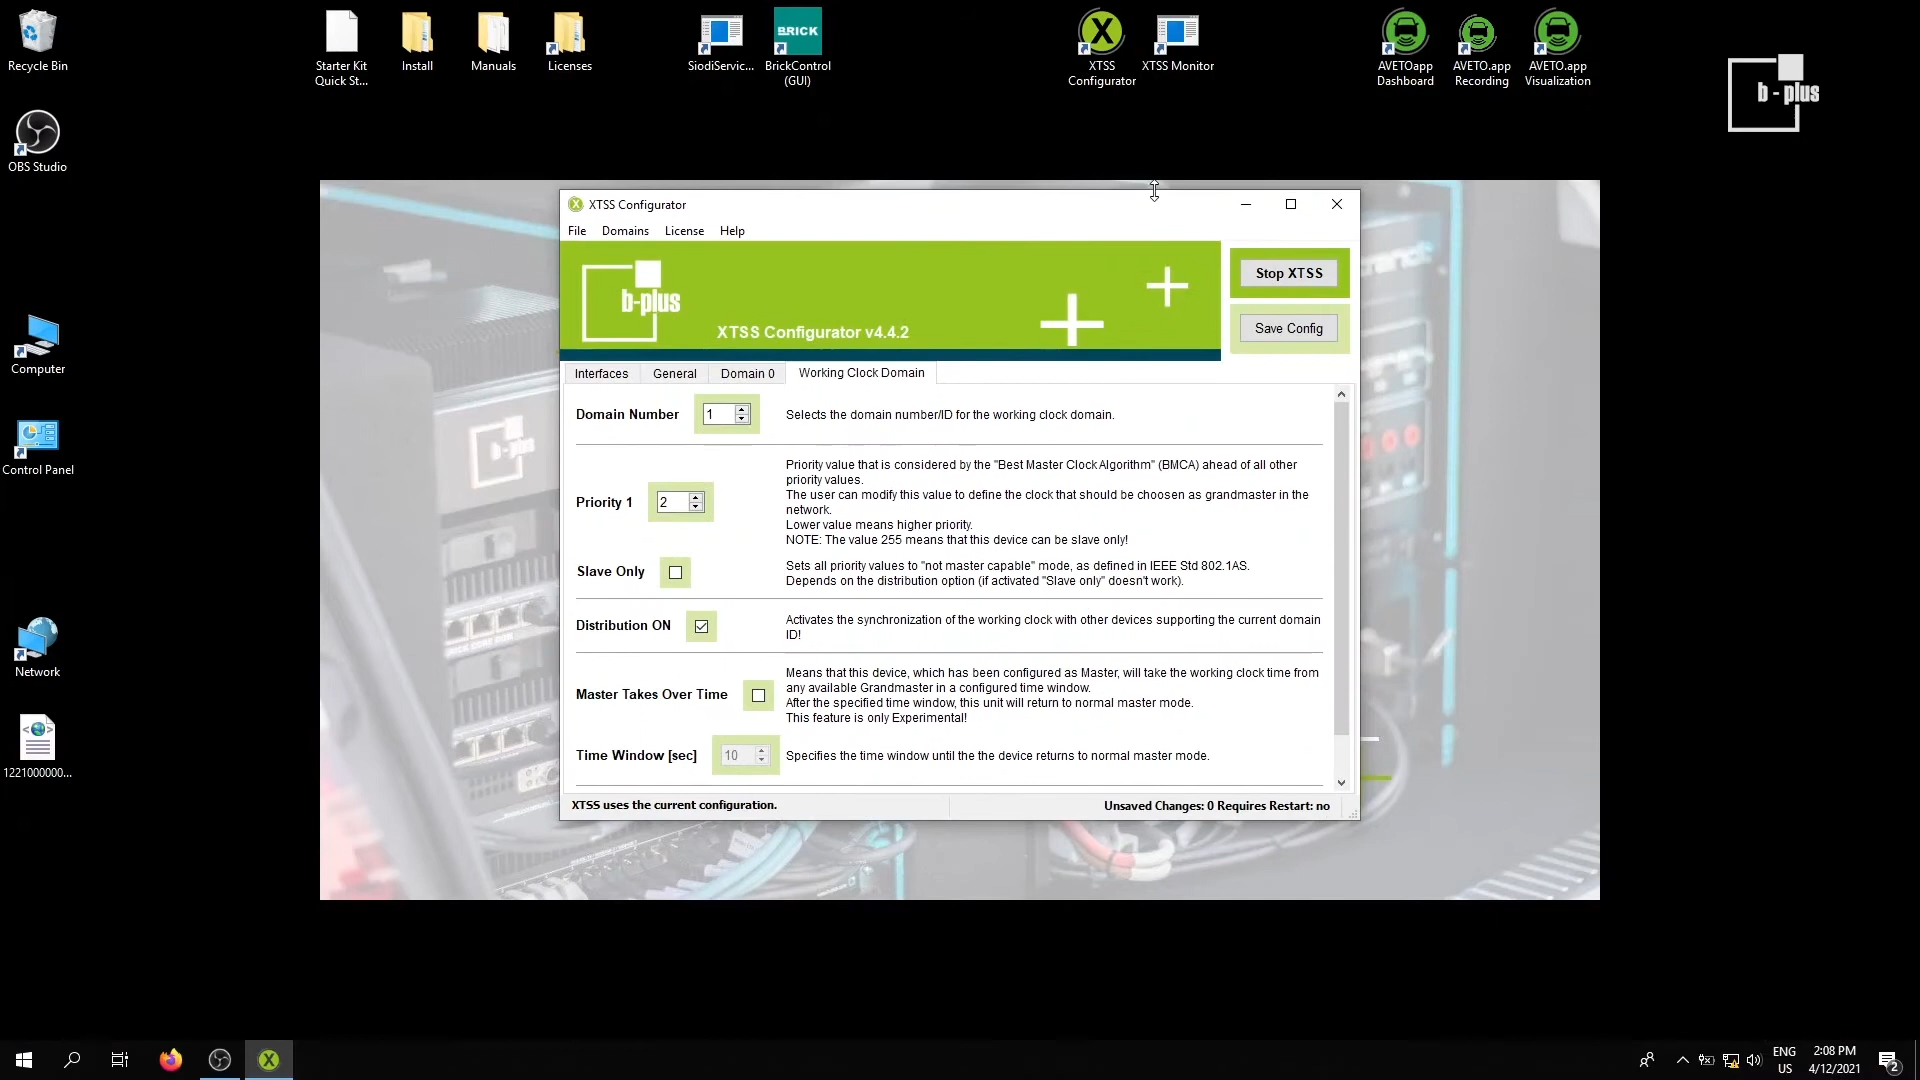 Recycle Bin
Starter Kit
Quick St...
Install
Manuals
Licenses
SiodiServic...
BRICK
BrickControl
(GUI)
XTSS
Configurator
XTSS Monitor
AVETOapp
Dashboard
AVETO.app
Recording
AVETO.app
Visualization
b-plus
OBS Studio
Computer
Control Panel
Network
1221000000...
XTSS Configurator
File
Domains
License
Help
b-plus
XTSS Configurator v4.4.2
Stop XTSS
Save Config
Interfaces
General
Domain 0
Working Clock Domain
Domain Number
1
Selects the domain number/ID for the working clock domain.
Priority 1
2
Priority value that is considered by the "Best Master Clock Algorithm" (BMCA) ahead of all other
priority values.
The user can modify this value to define the clock that should be choosen as grandmaster in the
network.
Lower value means higher priority.
NOTE: The value 255 means that this device can be slave only!
Slave Only
Sets all priority values to "not master capable" mode, as defined in IEEE Std 802.1AS.
Depends on the distribution option (if activated "Slave only" doesn't work).
Distribution ON
Activates the synchronization of the working clock with other devices supporting the current domain
ID!
Master Takes Over Time
Means that this device, which has been configured as Master, will take the working clock time from
any available Grandmaster in a configured time window.
After the specified time window, this unit will return to normal master mode.
This feature is only Experimental!
Time Window [sec]
10
Specifies the time window until the the device returns to normal master mode.
XTSS uses the current configuration.
Unsaved Changes: 0 Requires Restart: no
ENG
US
2:08 PM
4/12/2021
2